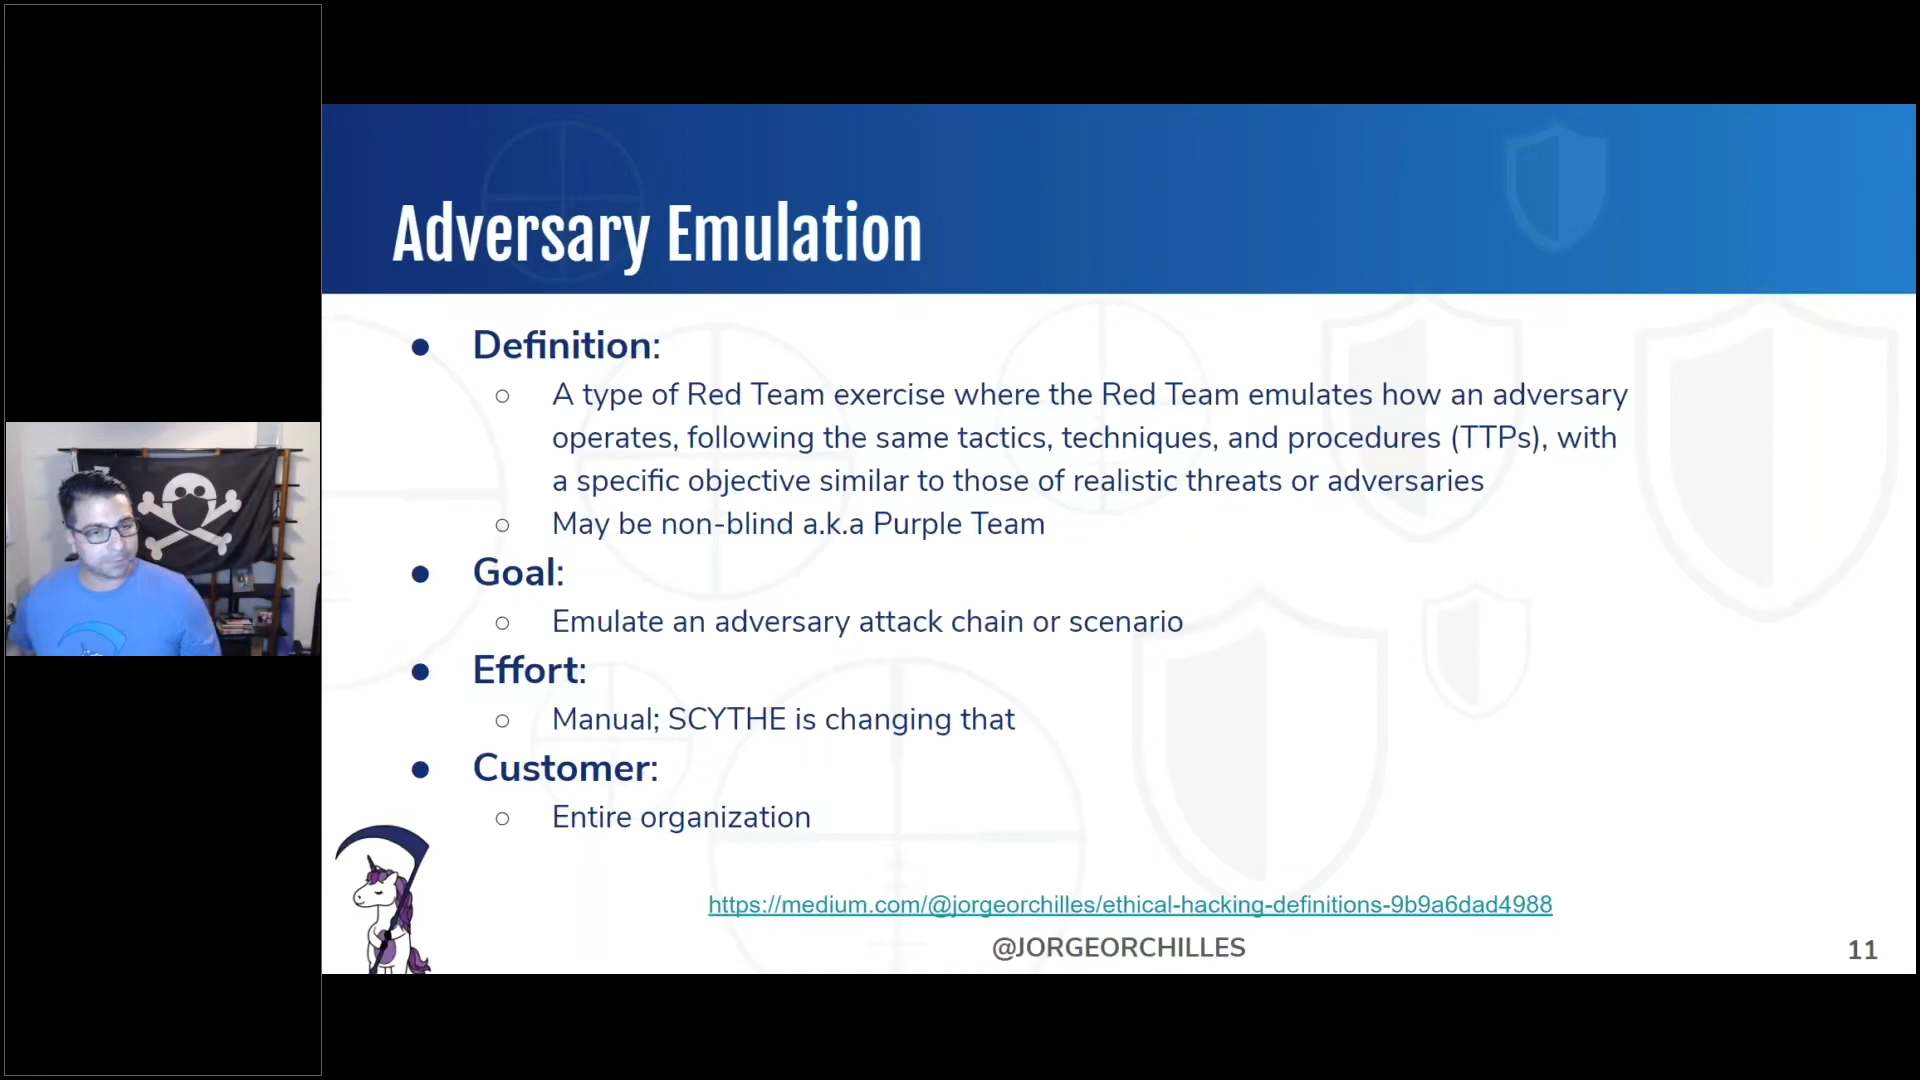 Adversary Emulation
● Definition:
○ A type of Red Team exercise where the Red Team emulates how an adversary
operates, following the same tactics, techniques, and procedures (TTPs), with
a specific objective similar to those of realistic threats or adversaries
○ May be non-blind a.k.a Purple Team
● Goal:
○ Emulate an adversary attack chain or scenario
● Effort:
○ Manual; SCYTHE is changing that
● Customer:
○ Entire organization
https://medium.com/@jorgeorchilles/ethical-hacking-definitions-9b9a6dad4988
@JORGEORCHILLES
11